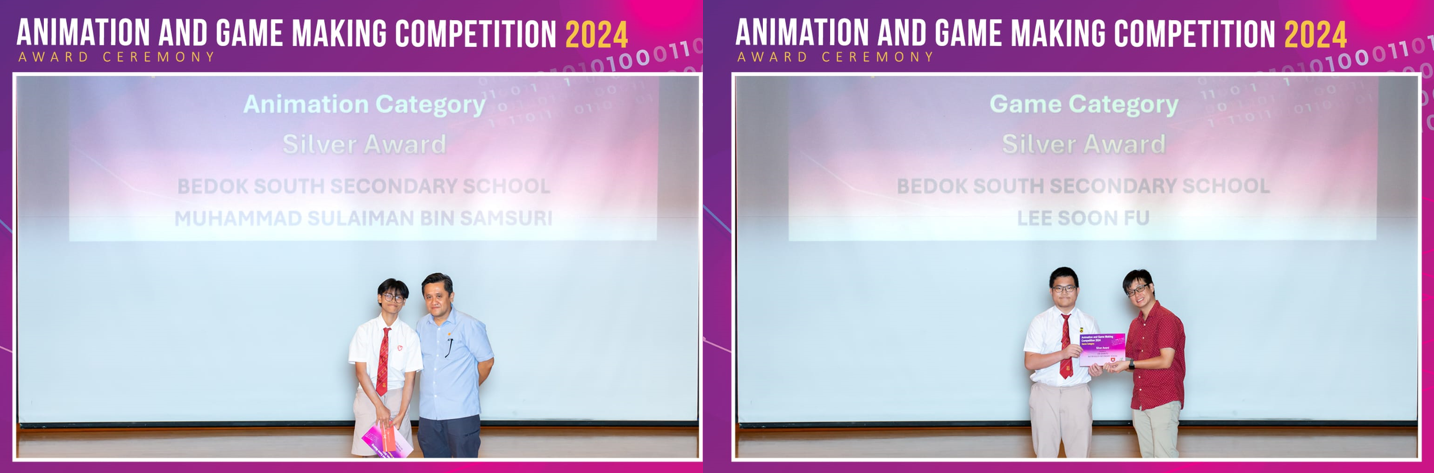 ANIMATION AND GAME MAKING COMPETITION 2024
AWARD CEREMONY
Animation Category
Silver Award
BEDOK SOUTH SECONDARY SCHOOL
MUHAMMAD SULAIMAN BIN SAMSURI
ANIMATION AND GAME MAKING COMPETITION 2024
AWARD CEREMONY
Game Category
Silver Award
BEDOK SOUTH SECONDARY SCHOOL
LEE SOON FU